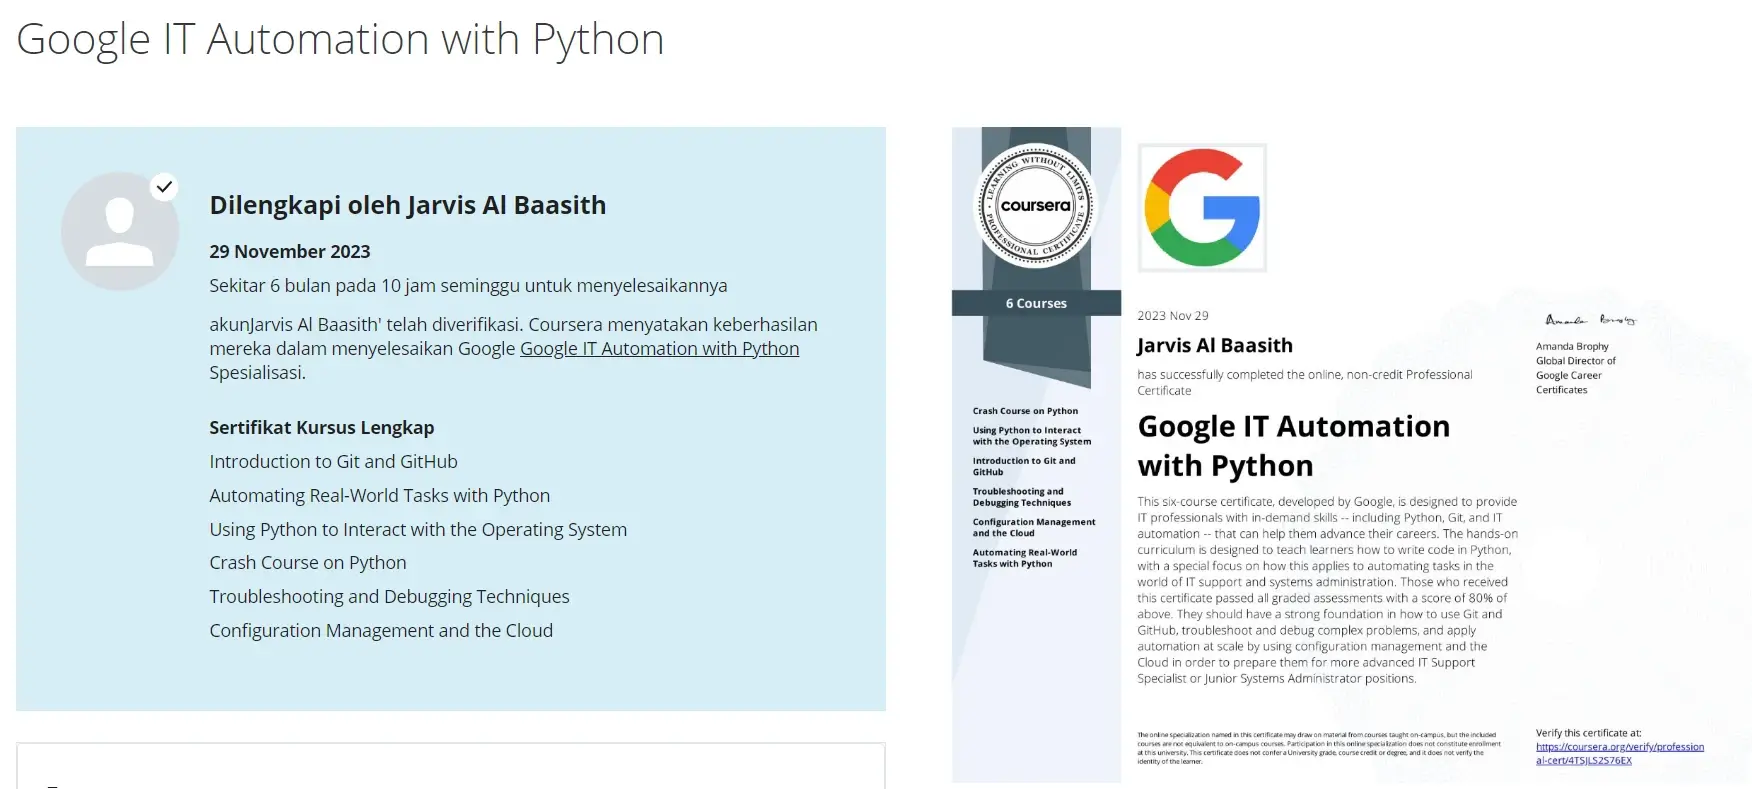 Google IT Automation with Python
Dilengkapi oleh Jarvis Al Baasith
29 November 2023
Sekitar 6 bulan pada 10 jam seminggu untuk menyelesaikannya
akunJarvis Al Baasith' telah diverifikasi. Coursera menyatakan keberhasilan
mereka dalam menyelesaikan Google Google IT Automation with Python
Spesialisasi.
Sertifikat Kursus Lengkap
Introduction to Git and GitHub
Automating Real-World Tasks with Python
Using Python to Interact with the Operating System
Crash Course on Python
Troubleshooting and Debugging Techniques
Configuration Management and the Cloud
LEARNING WITHOUT LIMITS
coursera
PROFESSIONAL CERTIFICATE
6 Courses
Crash Course on Python
Using Python to Interact
with the Operating System
Introduction to Git and
GitHub
Troubleshooting and
Debugging Techniques
Configuration Management
and the Cloud
Automating Real-World
Tasks with Python
G
2023 Nov 29
Jarvis Al Baasith
has successfully completed the online, non-credit Professional
Certificate
Google IT Automation
with Python
This six-course certificate, developed by Google, is designed to provide
IT professionals with in-demand skills -- including Python, Git, and IT
automation -- that can help them advance their careers. The hands-on
curriculum is designed to teach learners how to write code in Python,
with a special focus on how this applies to automating tasks in the
world of IT support and systems administration. Those who received
this certificate passed all graded assessments with a score of 80% of
above. They should have a strong foundation in how to use Git and
GitHub, troubleshoot and debug complex problems, and apply
automation at scale by using configuration management and the
Cloud in order to prepare them for more advanced IT Support
Specialist or Junior Systems Administrator positions.
The online specialization named in this certificate may draw on material from courses taught on-campus, but the included
courses are not equivalent to on-campus courses. Participation in this online specialization does not constitute enrollment
at this university. This certificate does not confer a University grade, course credit or degree, and it does not verify the
identity of the learner.
Amanda Brophy
Amanda Brophy
Global Director of
Google Career
Certificates
Verify this certificate at:
https://coursera.org/verify/profession
al-cert/4TSJLS2S76EX